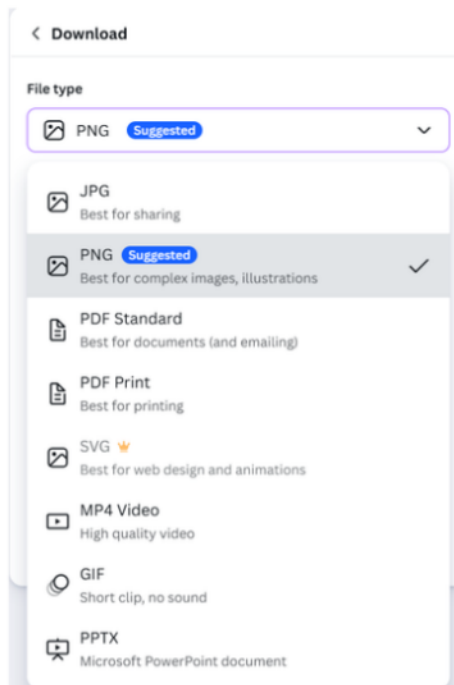 Download
File type
PNG Suggested
JPG
Best for sharing
PNG Suggested
Best for complex images, illustrations
PDF Standard
Best for documents (and emailing)
PDF Print
Best for printing
SVG
Best for web design and animations
MP4 Video
High quality video
GIF
Short clip, no sound
PPTX
Microsoft PowerPoint document